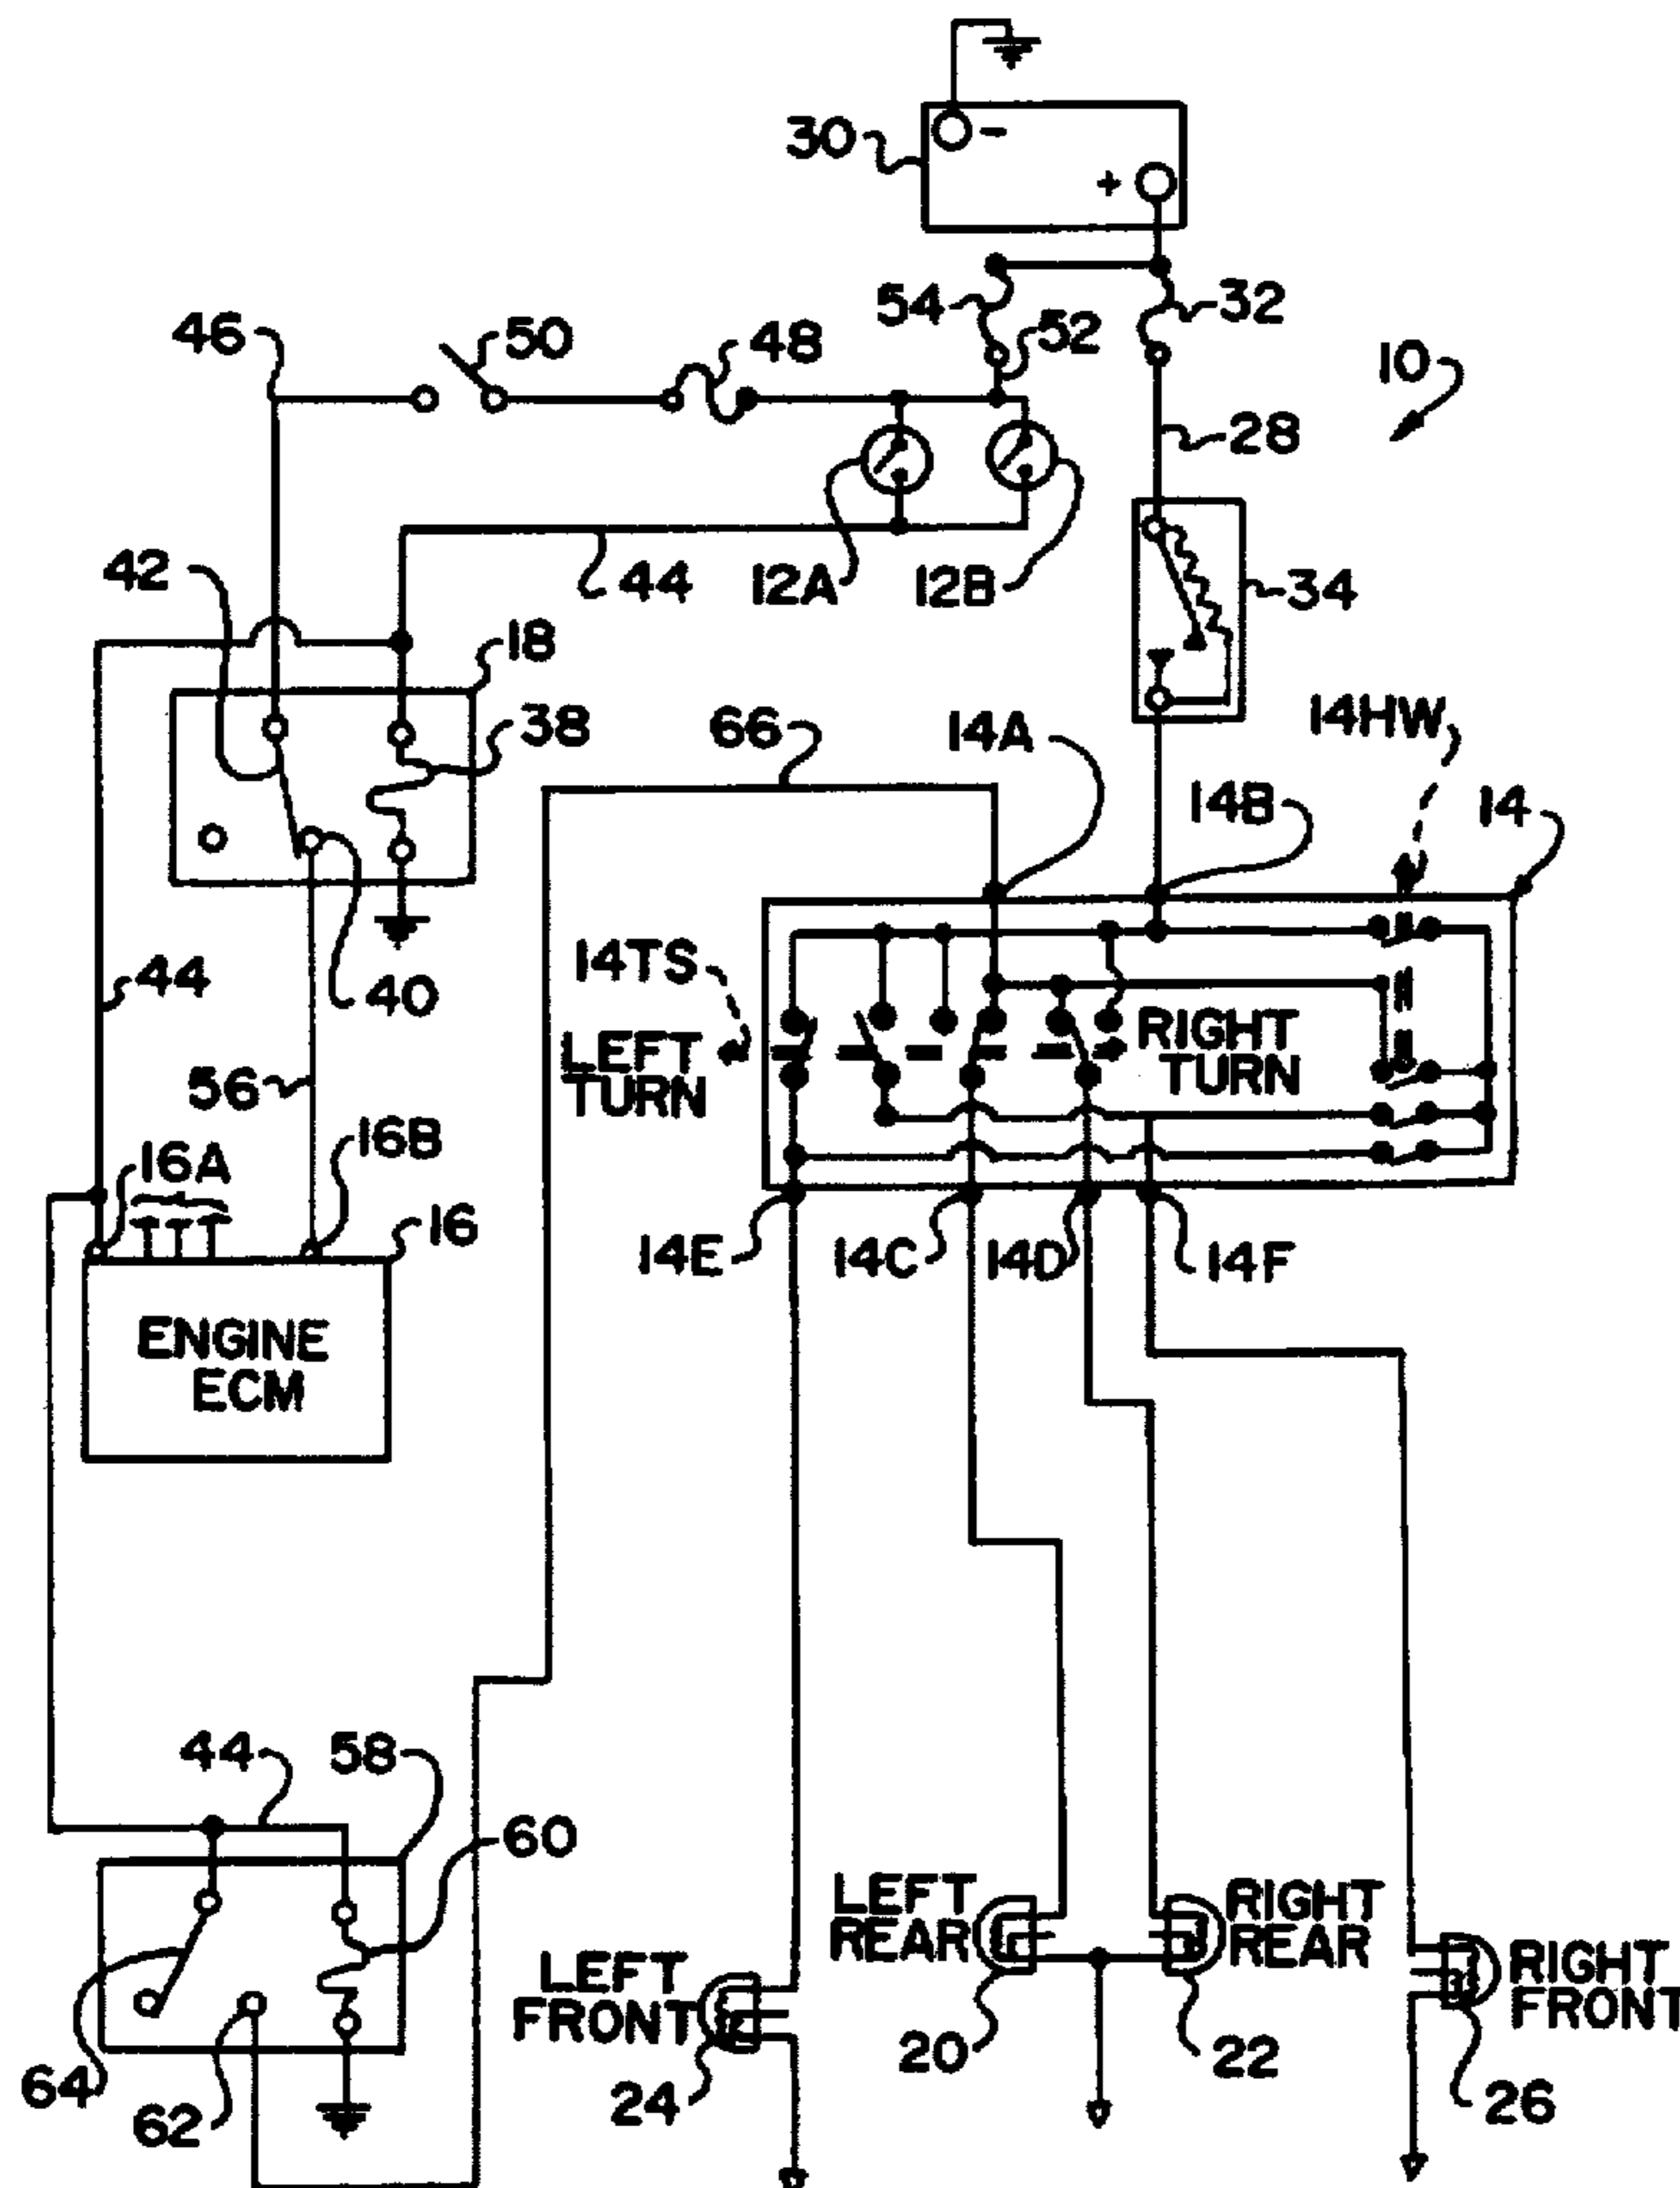 30
-
+
54
52
32
46
50
48
10
28
42
44
12A
12B
34
18
38
66
14A
14HW
14B
14
44
40
14TS
LEFT
TURN
RIGHT
TURN
56
16A
16B
16
14E
14C
14D
14F
ENGINE
ECM
44
58
60
LEFT
REAR
RIGHT
REAR
LEFT
FRONT
RIGHT
FRONT
64
62
24
20
22
26